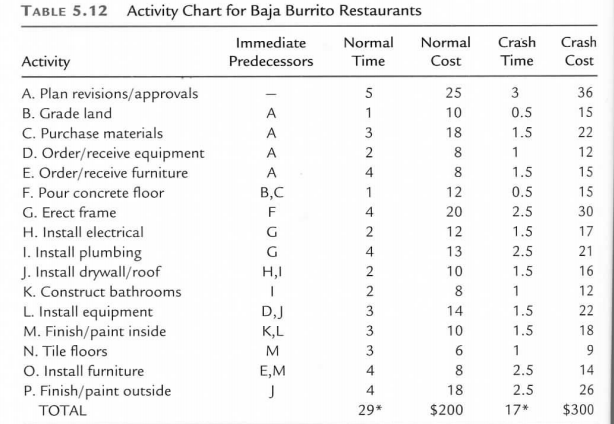 TABLE 5.12 Activity Chart for Baja Burrito Restaurants
Immediate Normal Normal Crash Crash
Activity Predecessors Time Cost Time Cost
A. Plan revisions/approvals – 5 25 3 36
B. Grade land A 1 10 0.5 15
C. Purchase materials A 3 18 1.5 22
D. Order/receive equipment A 2 8 1 12
E. Order/receive furniture A 4 8 1.5 15
F. Pour concrete floor B,C 1 12 0.5 15
G. Erect frame F 4 20 2.5 30
H. Install electrical G 2 12 1.5 17
I. Install plumbing G 4 13 2.5 21
J. Install drywall/roof H,I 2 10 1.5 16
K. Construct bathrooms I 2 8 1 12
L. Install equipment D,J 3 14 1.5 22
M. Finish/paint inside K,L 3 10 1.5 18
N. Tile floors M 3 6 1 9
O. Install furniture E,M 4 8 2.5 14
P. Finish/paint outside J 4 18 2.5 26
TOTAL 29* $200 17* $300